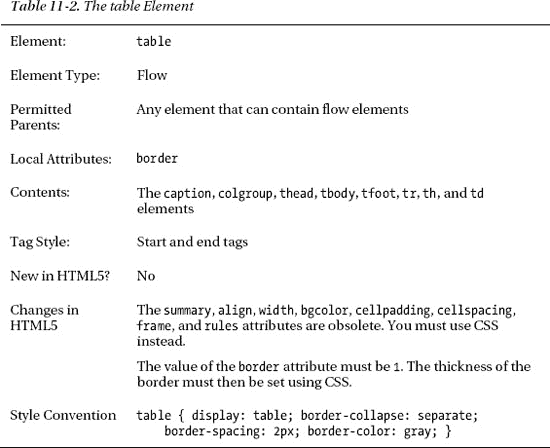 Table 11-2. The table Element
Element: table
Element Type: Flow
Permitted Any element that can contain flow elements
Parents:
Local Attributes: border
Contents: The caption, colgroup, thead, tbody, tfoot, tr, th, and td
elements
Tag Style: Start and end tags
New in HTML5? No
Changes in The summary, align, width, bgcolor, cellpadding, cellspacing,
HTML5 frame, and rules attributes are obsolete. You must use CSS
instead.
The value of the border attribute must be 1. The thickness of the
border must then be set using CSS.
Style Convention table { display: table; border-collapse: separate;
border-spacing: 2px; border-color: gray; }